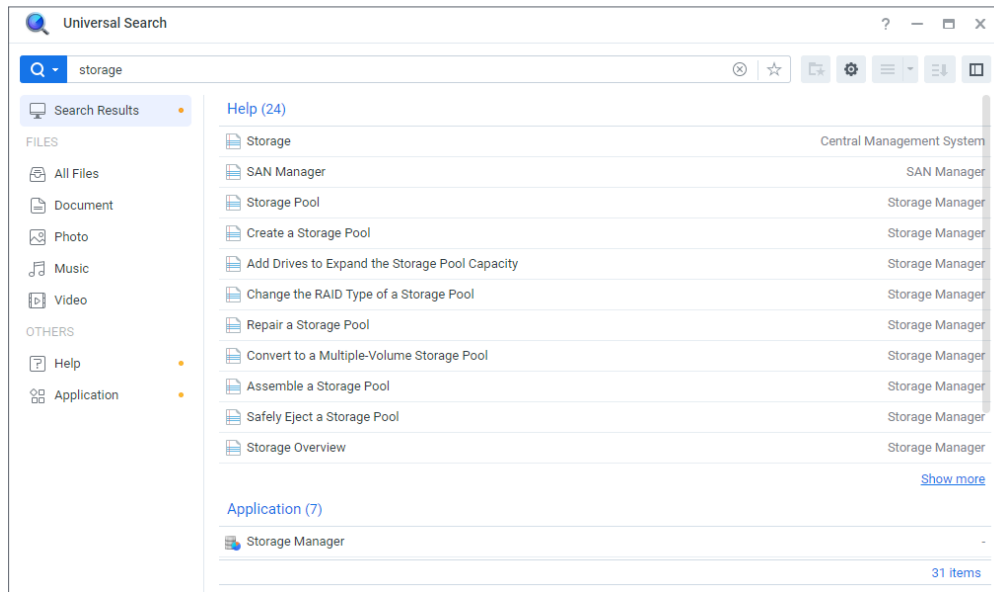 Universal Search
?
storage
Search Results
FILES
All Files
Document
Photo
Music
Video
OTHERS
Help
Application
Help (24)
Storage Central Management System
SAN Manager SAN Manager
Storage Pool Storage Manager
Create a Storage Pool Storage Manager
Add Drives to Expand the Storage Pool Capacity Storage Manager
Change the RAID Type of a Storage Pool Storage Manager
Repair a Storage Pool Storage Manager
Convert to a Multiple-Volume Storage Pool Storage Manager
Assemble a Storage Pool Storage Manager
Safely Eject a Storage Pool Storage Manager
Storage Overview Storage Manager
Show more
Application (7)
Storage Manager -
31 items